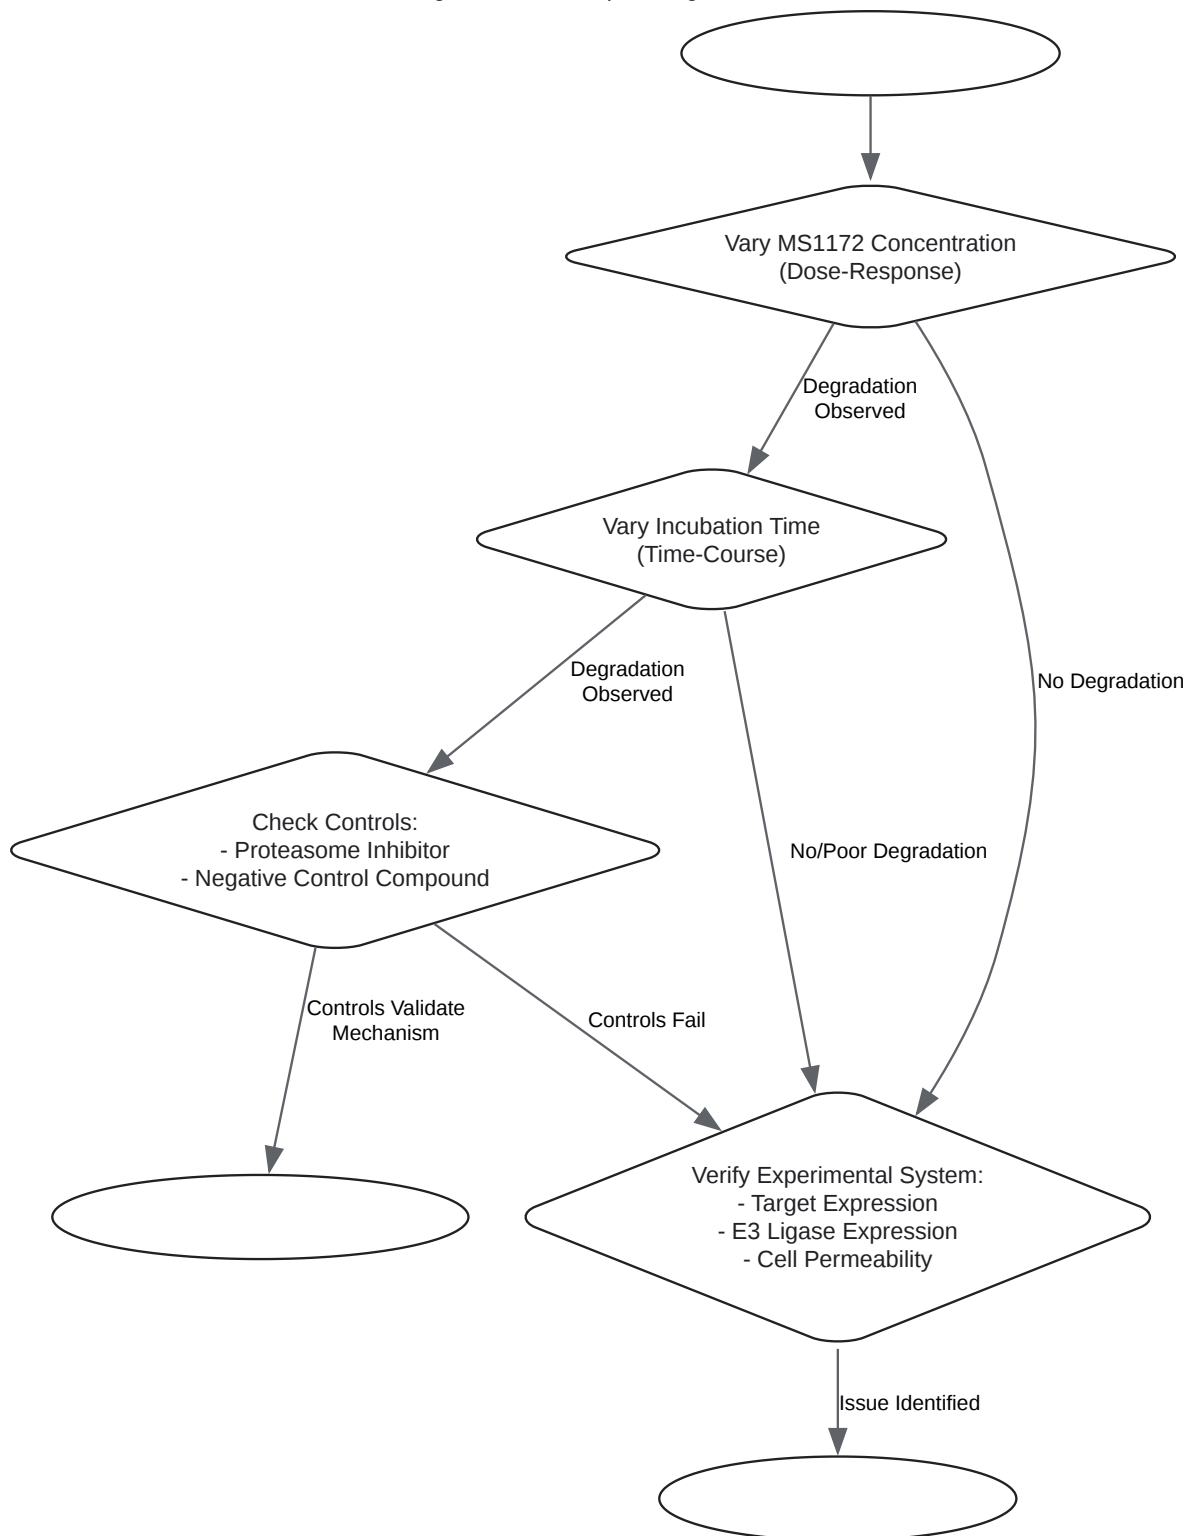 Vary MS1172 Concentration
(Dose-Response)
Degradation
Observed
Vary Incubation Time
(Time-Course)
Degradation
Observed
No Degradation
Check Controls:
- Proteasome Inhibitor
- Negative Control Compound
No/Poor Degradation
Controls Validate
Mechanism
Controls Fail
Verify Experimental System:
- Target Expression
- E3 Ligase Expression
- Cell Permeability
Issue Identified